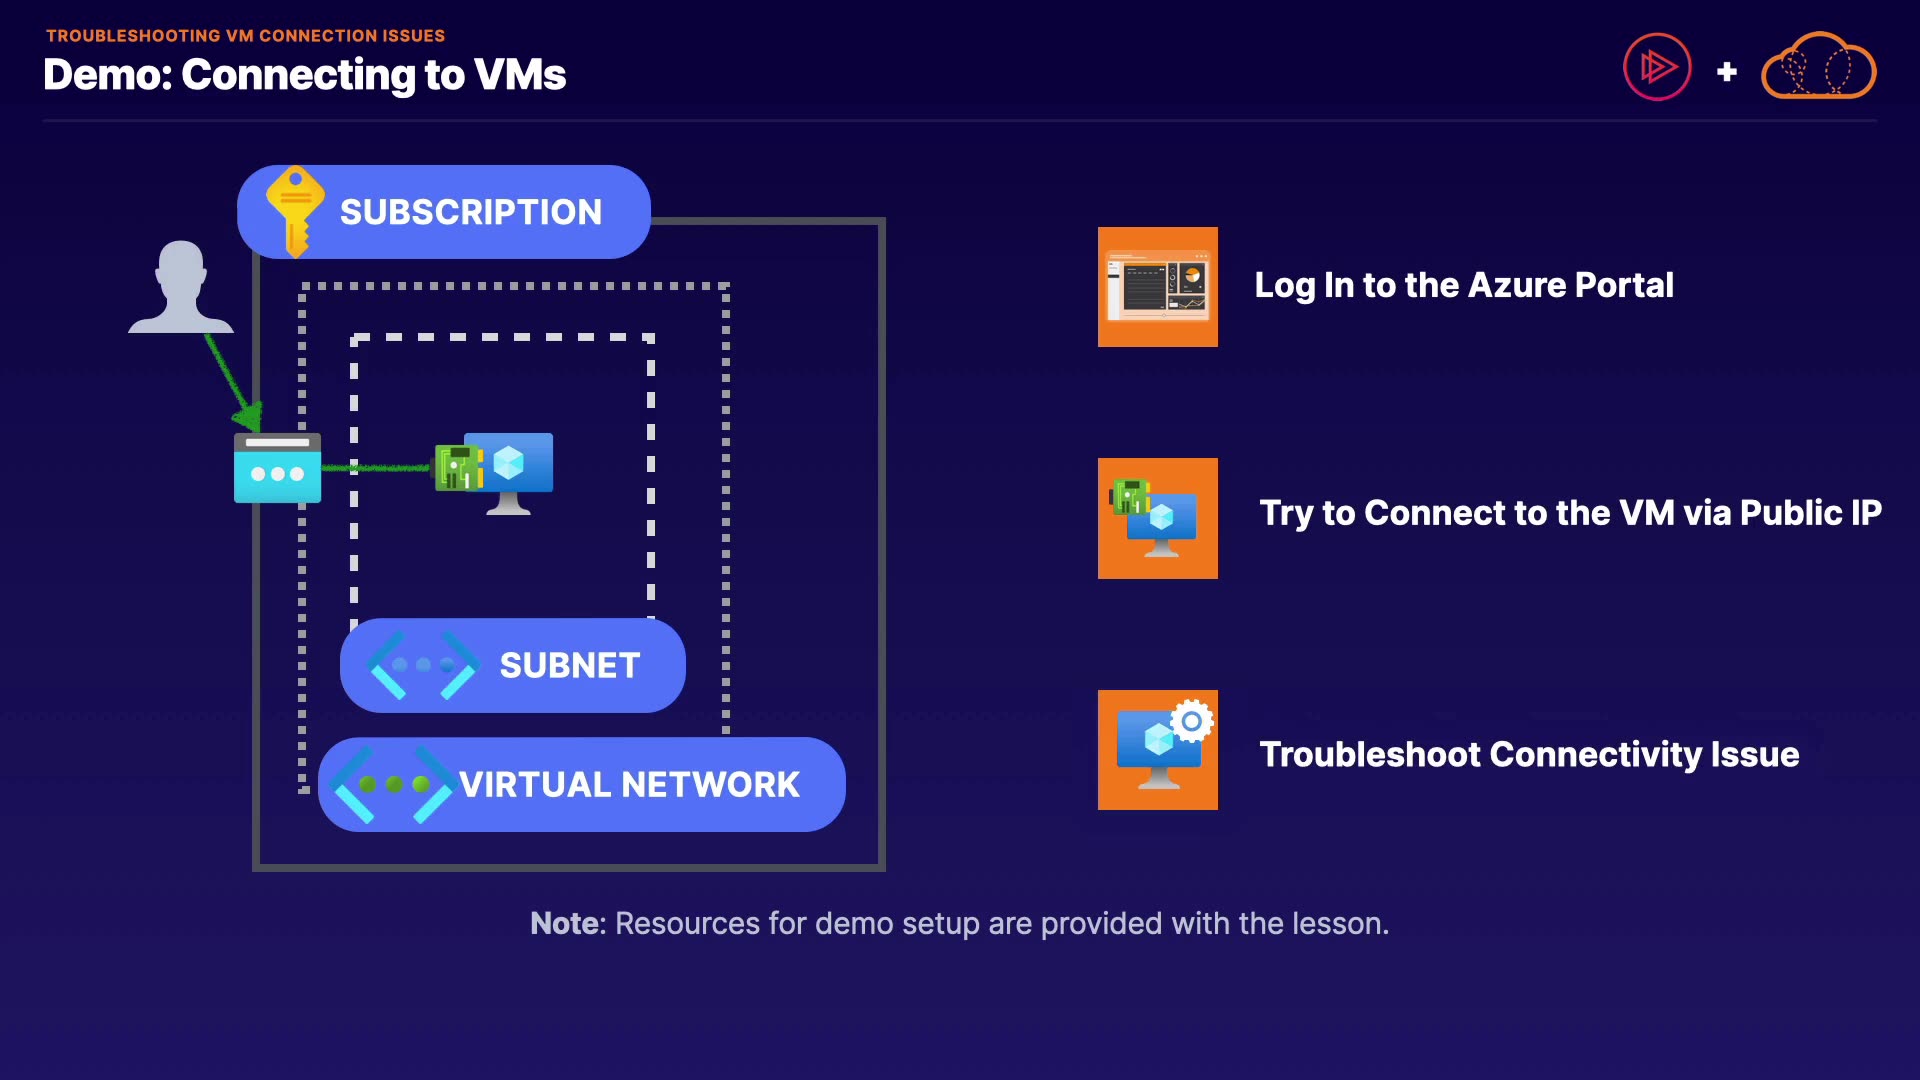 TROUBLESHOOTING VM CONNECTION ISSUES
Demo: Connecting to VMs
SUBSCRIPTION
SUBNET
VIRTUAL NETWORK
Log In to the Azure Portal
Try to Connect to the VM via Public IP
Troubleshoot Connectivity Issue
Note: Resources for demo setup are provided with the lesson.